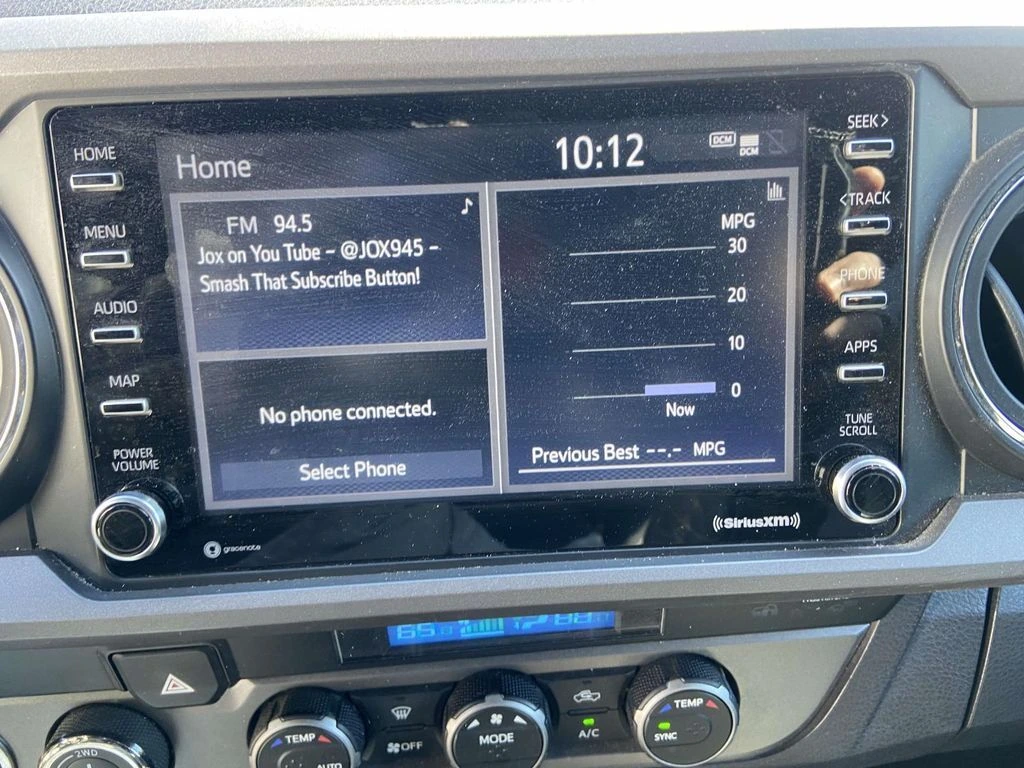 HOME
MENU
AUDIO
MAP
POWER
VOLUME
Home
10:12
DCM
DCM
FM 94.5
Jox on You Tube - @JOX945 -
Smash That Subscribe Button!
No phone connected.
Select Phone
MPG
30
20
10
0
Now
Previous Best --.- MPG
SEEK >
< TRACK
PHONE
APPS
TUNE
SCROLL
gracenote
((SiriusXM))
2WD
TEMP
AUTO
OFF
MODE
A/C
TEMP
SYNC